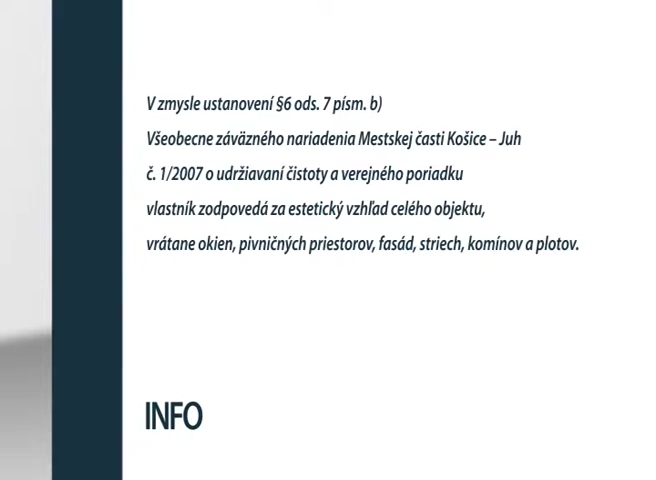 V zmysle ustanovení §6 ods. 7 písm. b)
Všeobecne záväzného nariadenia Mestskej časti Košice – Juh
č. 1/2007 o udržiavaní čistoty a verejného poriadku
vlastník zodpovedá za estetický vzhľad celého objektu,
vrátane okien, pivničných priestorov, fasád, striech, komínov a plotov.
INFO